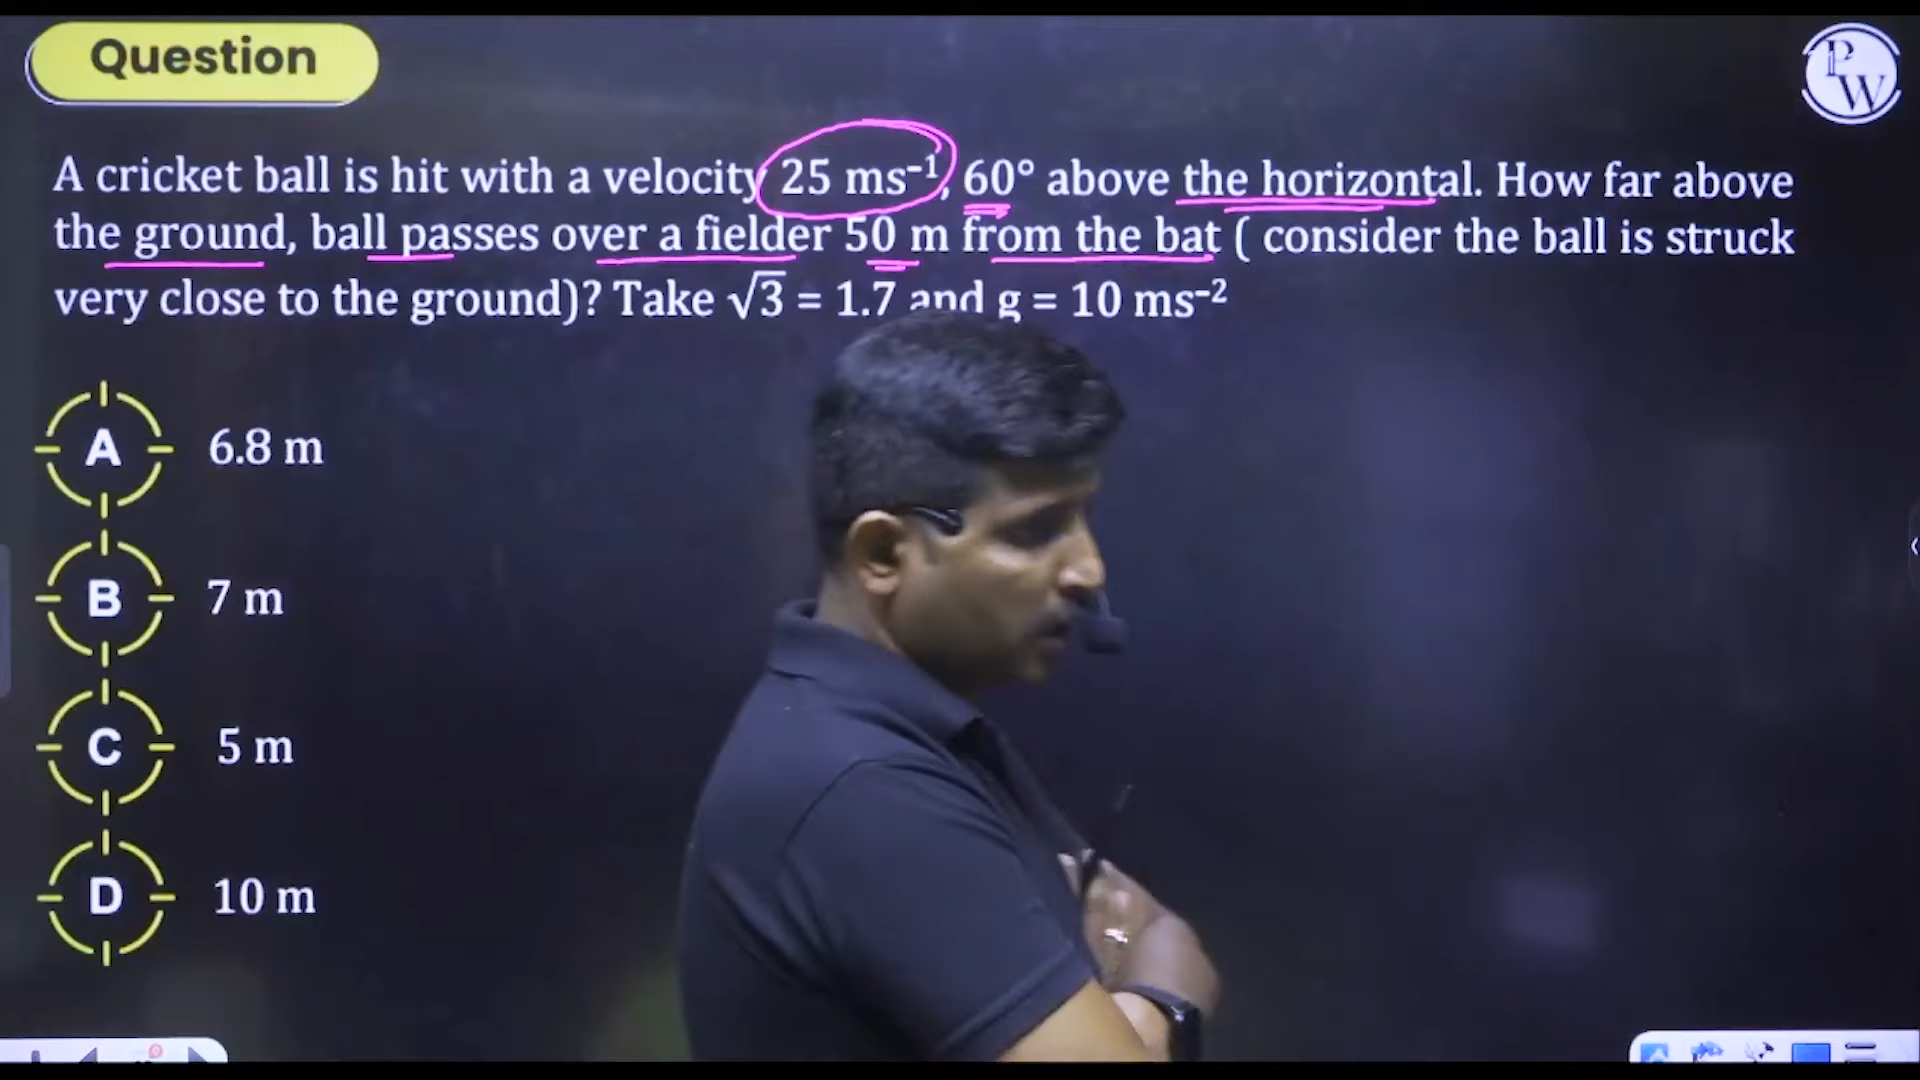 Question
P
W
A cricket ball is hit with a velocity 25 ms⁻¹, 60° above the horizontal. How far above
the ground, ball passes over a fielder 50 m from the bat ( consider the ball is struck
very close to the ground)? Take √3 = 1.7 and g = 10 ms⁻²
A 6.8 m
B 7 m
C 5 m
D 10 m